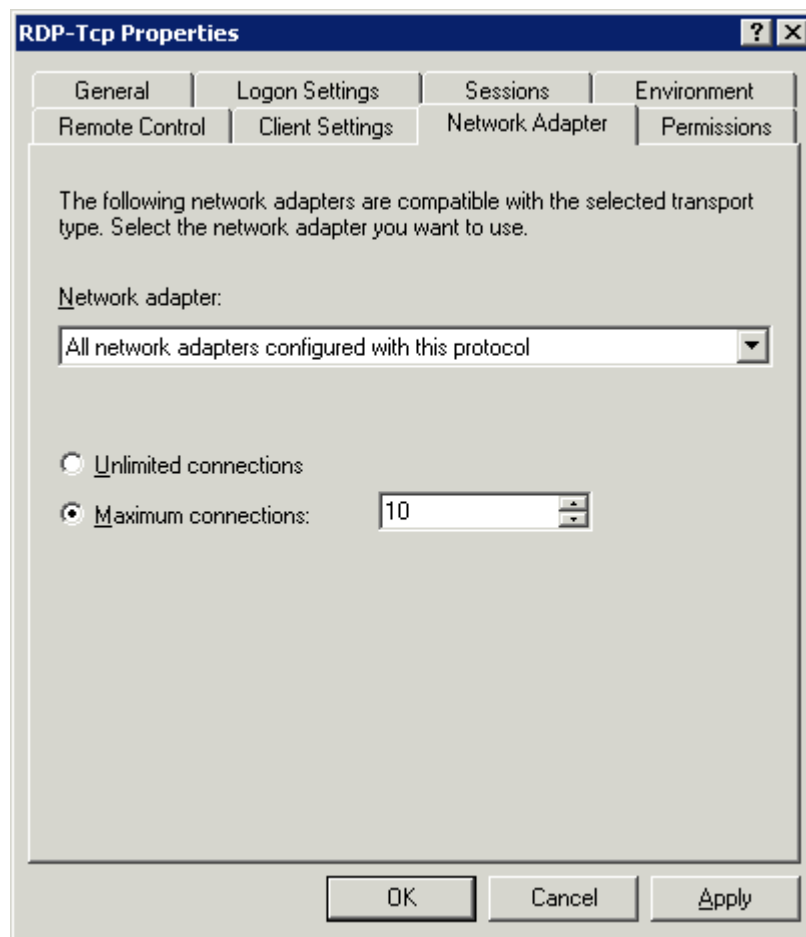 RDP-Tcp Properties
General Logon Settings Sessions Environment
Remote Control Client Settings Network Adapter Permissions
The following network adapters are compatible with the selected transport
type. Select the network adapter you want to use.
Network adapter:
All network adapters configured with this protocol
Unlimited connections
Maximum connections: 10
OK Cancel Apply